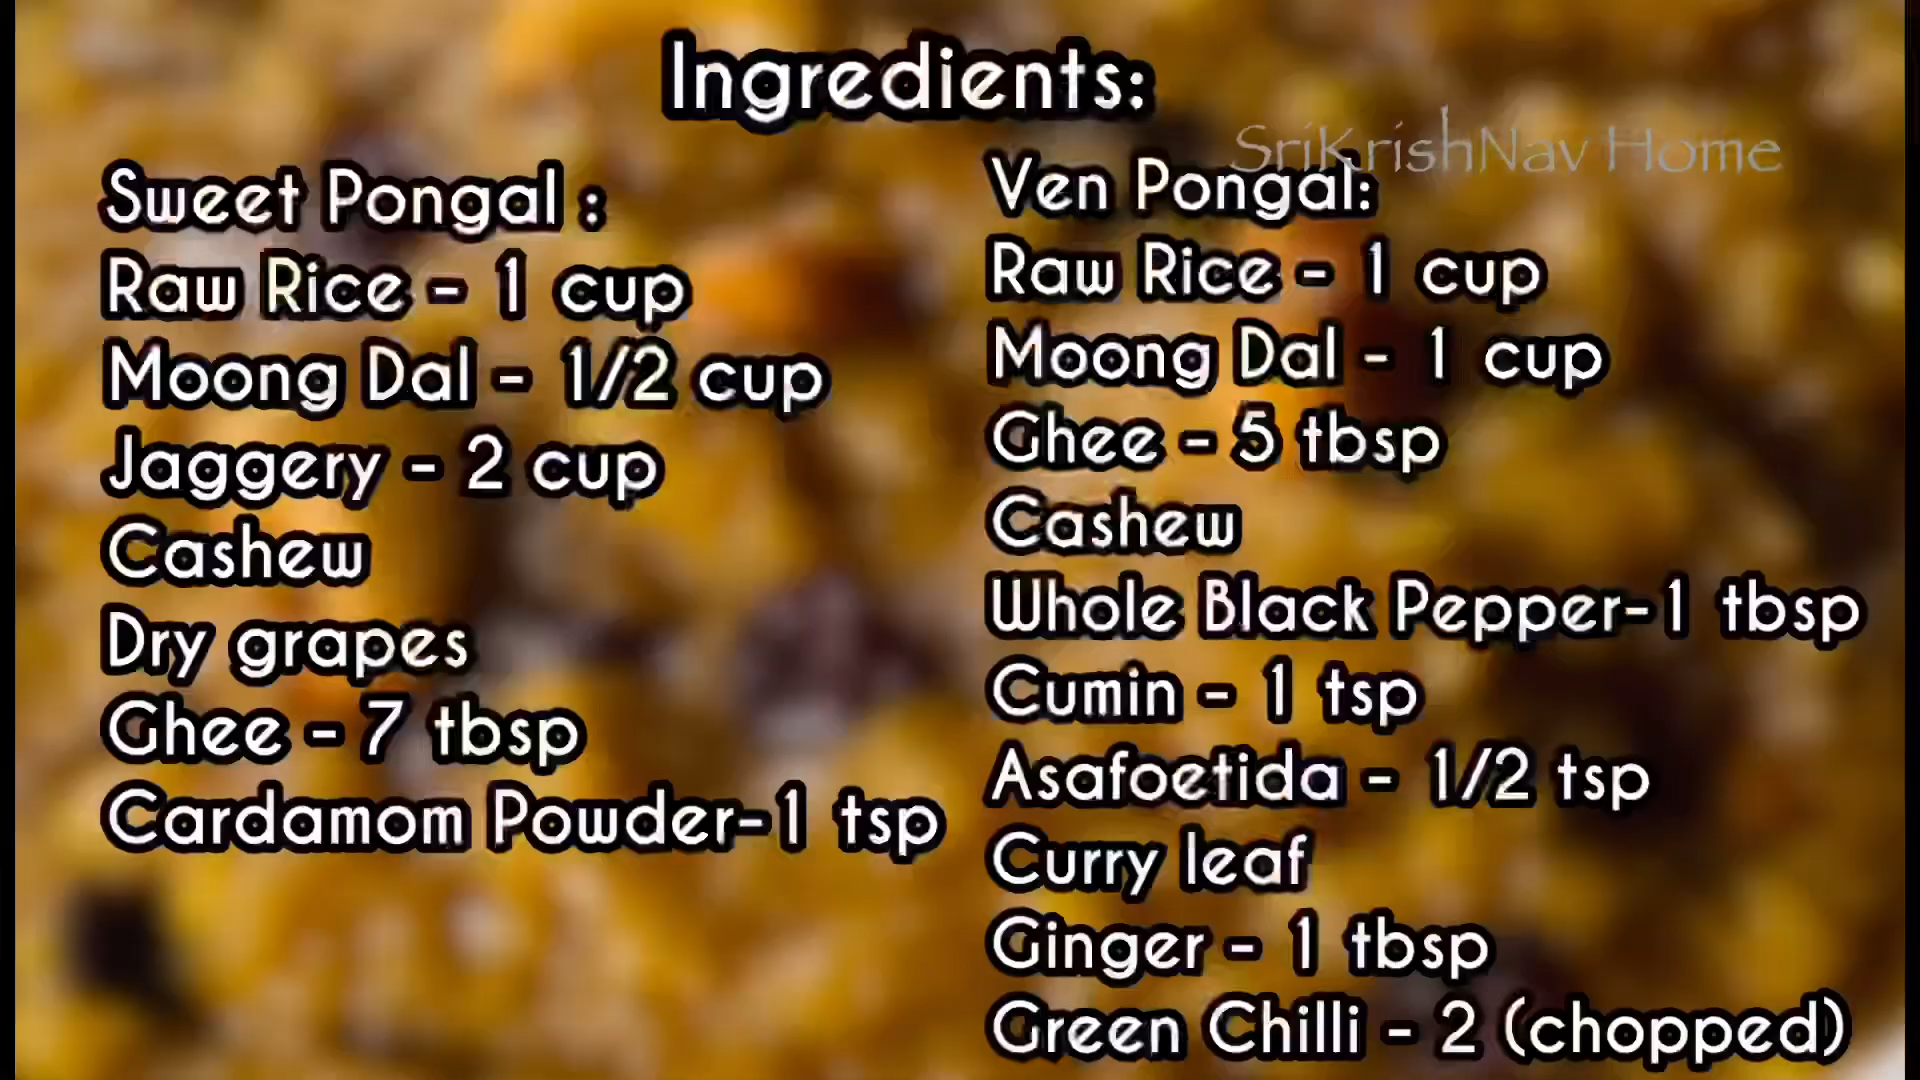 Ingredients:
SriKrishNav Home
Sweet Pongal :
Raw Rice - 1 cup
Moong Dal - 1/2 cup
Jaggery - 2 cup
Cashew
Dry grapes
Ghee - 7 tbsp
Cardamom Powder-1 tsp
Ven Pongal:
Raw Rice - 1 cup
Moong Dal - 1 cup
Ghee - 5 tbsp
Cashew
Whole Black Pepper-1 tbsp
Cumin - 1 tsp
Asafoetida - 1/2 tsp
Curry leaf
Ginger - 1 tbsp
Green Chilli - 2 (chopped)